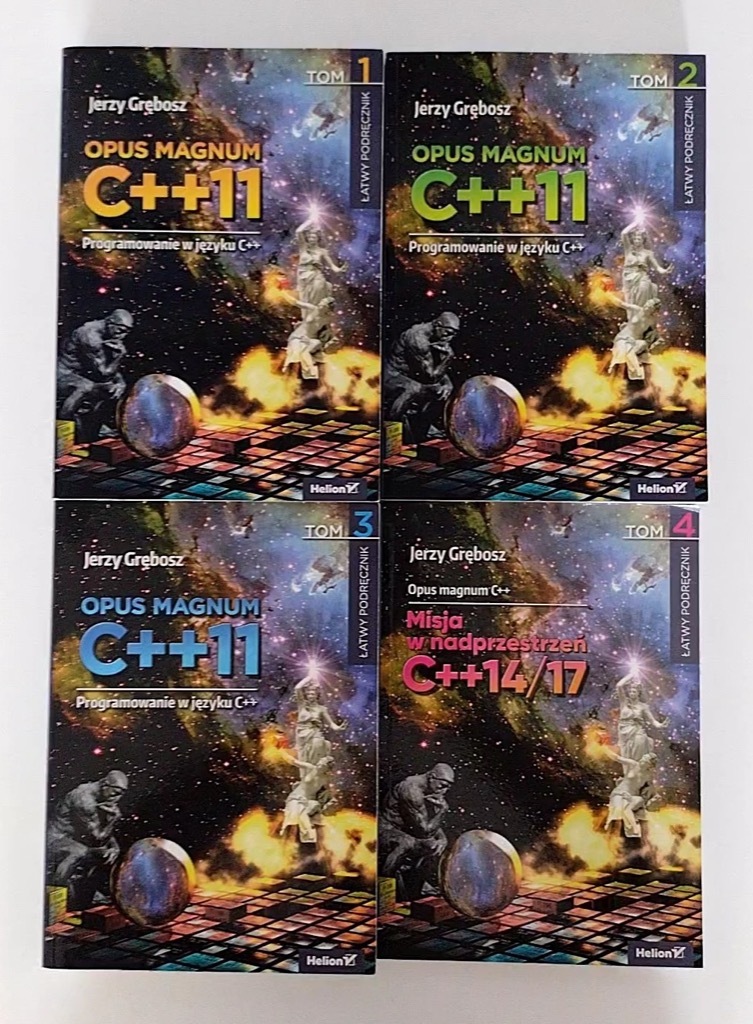 TOM 1
Jerzy Grębosz
ŁATWY PODRĘCZNIK
OPUS MAGNUM
C++11
Programowanie w języku C++
Helion
TOM 2
Jerzy Grębosz
ŁATWY PODRĘCZNIK
OPUS MAGNUM
C++11
Programowanie w języku C++
Helion
TOM 3
Jerzy Grębosz
ŁATWY PODRĘCZNIK
OPUS MAGNUM
C++11
Programowanie w języku C++
Helion
TOM 4
Jerzy Grębosz
ŁATWY PODRĘCZNIK
Opus magnum C++
Misja
w nadprzestrzeń
C++14/17
Helion